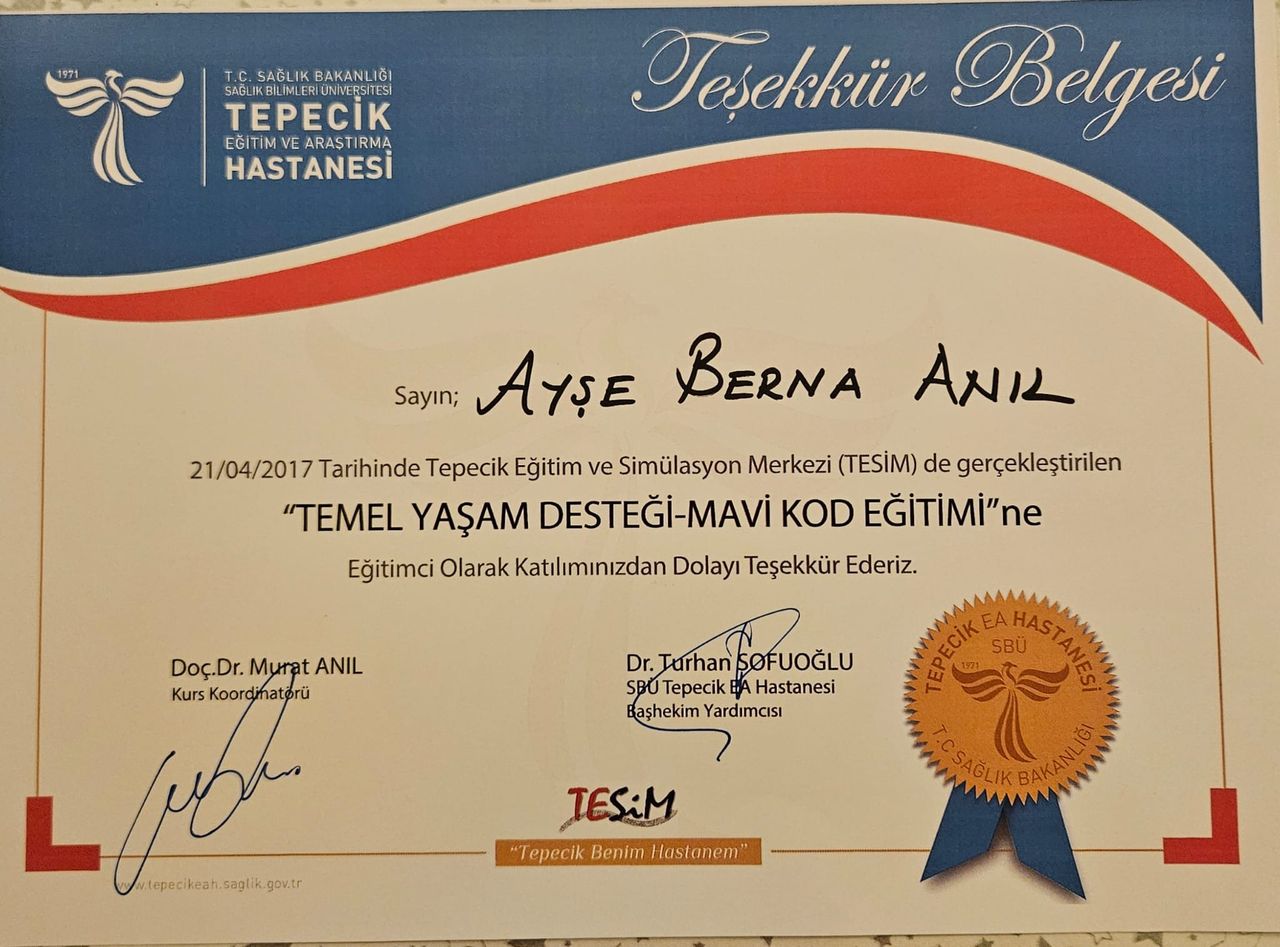 1971
T.C. SAĞLIK BAKANLIĞI
SAĞLIK BİLİMLERİ ÜNİVERSİTESİ
TEPECİK
EĞİTİM VE ARAŞTIRMA
HASTANESİ
Teşekkür Belgesi
Sayın; AYŞE BERNA ANIL
21/04/2017 Tarihinde Tepecik Eğitim ve Simülasyon Merkezi (TESİM) de gerçekleştirilen
“TEMEL YAŞAM DESTEĞİ-MAVİ KOD EĞİTİMİ”ne
Eğitimci Olarak Katılımınızdan Dolayı Teşekkür Ederiz.
Doç.Dr. Murat ANIL
Kurs Koordinatörü
Dr. Turhan SOFUOĞLU
SBÜ Tepecik EA Hastanesi
Başhekim Yardımcısı
TEPECİK EA HASTANESİ
SBÜ
1971
T.C SAĞLIK BAKANLIĞI
TESiM
“Tepecik Benim Hastanem”
www.tepecikeah.saglik.gov.tr